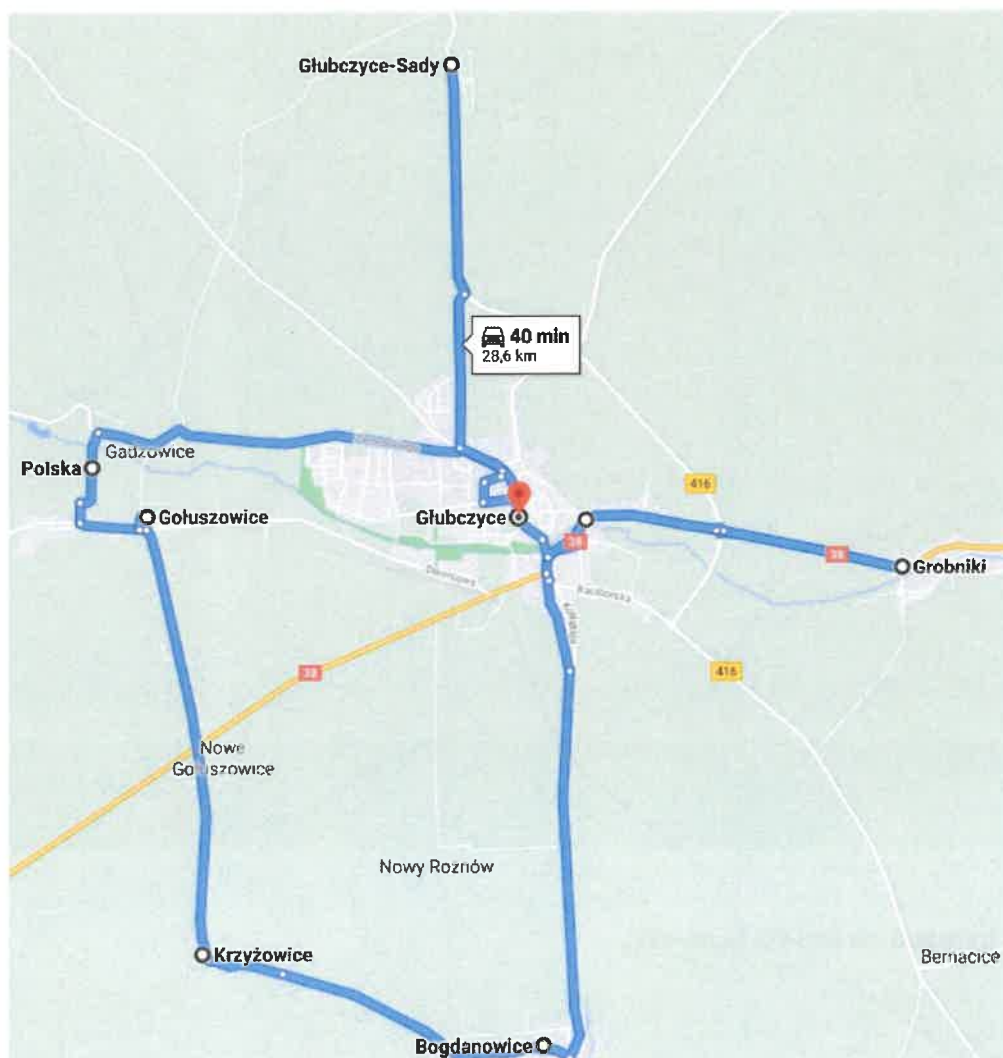 Głubczyce-Sady
40 min
28,6 km
Gadzowice
Polska
Gołuszowice
Głubczyce
416
38
38
Grobniki
Raciborska
38
416
Nowe
Gołuszowice
Nowy Rożnów
Krzyżowice
Bernacice
Bogdanowice